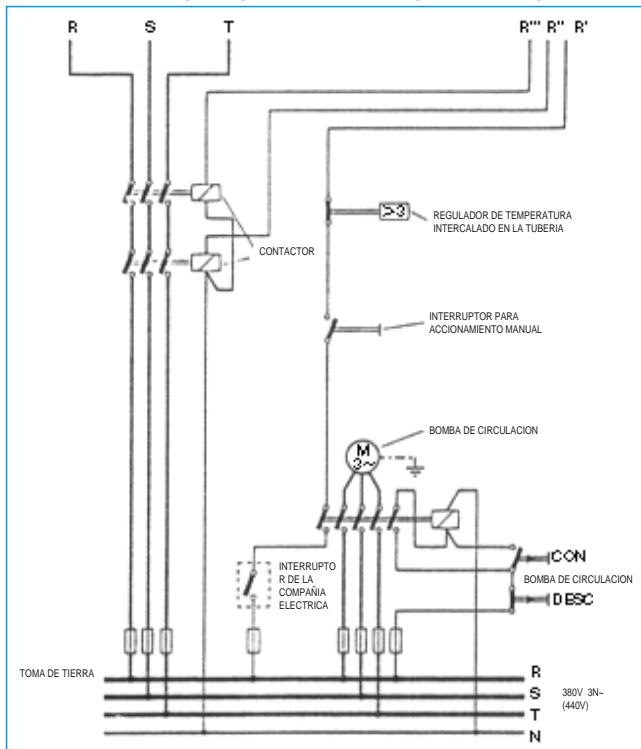 R S T R''' R'' R'
>3
REGULADOR DE TEMPERATURA
INTERCALADO EN LA TUBERIA
CONTACTOR
INTERRUPTOR PARA
ACCIONAMIENTO MANUAL
BOMBA DE CIRCULACION
M
3~
CON
INTERRUPTO
R DE LA
COMPAÑIA
ELECTRICA
BOMBA DE CIRCULACION
DESC
TOMA DE TIERRA
R
S 380V 3N~
T (440V)
N